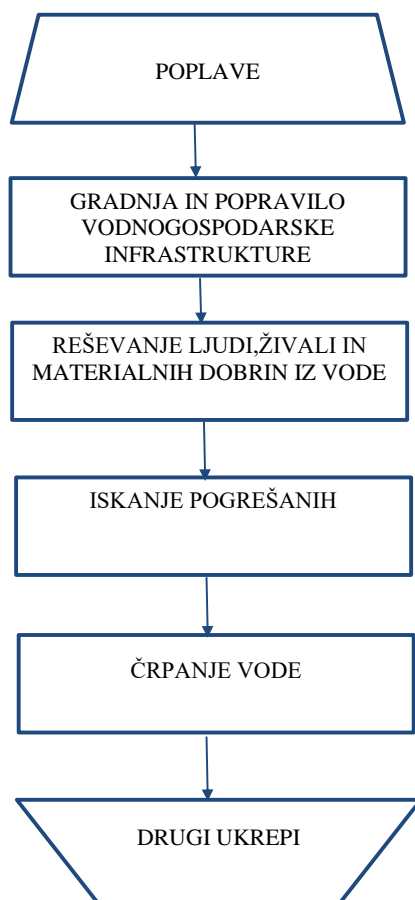 POPLAVE
GRADNJA IN POPRAVILO
VODNOGOSPODARSKE
INFRASTRUKTURE
REŠEVANJE LJUDI,ŽIVALI IN
MATERIALNIH DOBRIN IZ VODE
ISKANJE POGREŠANIH
ČRPANJE VODE
DRUGI UKREPI